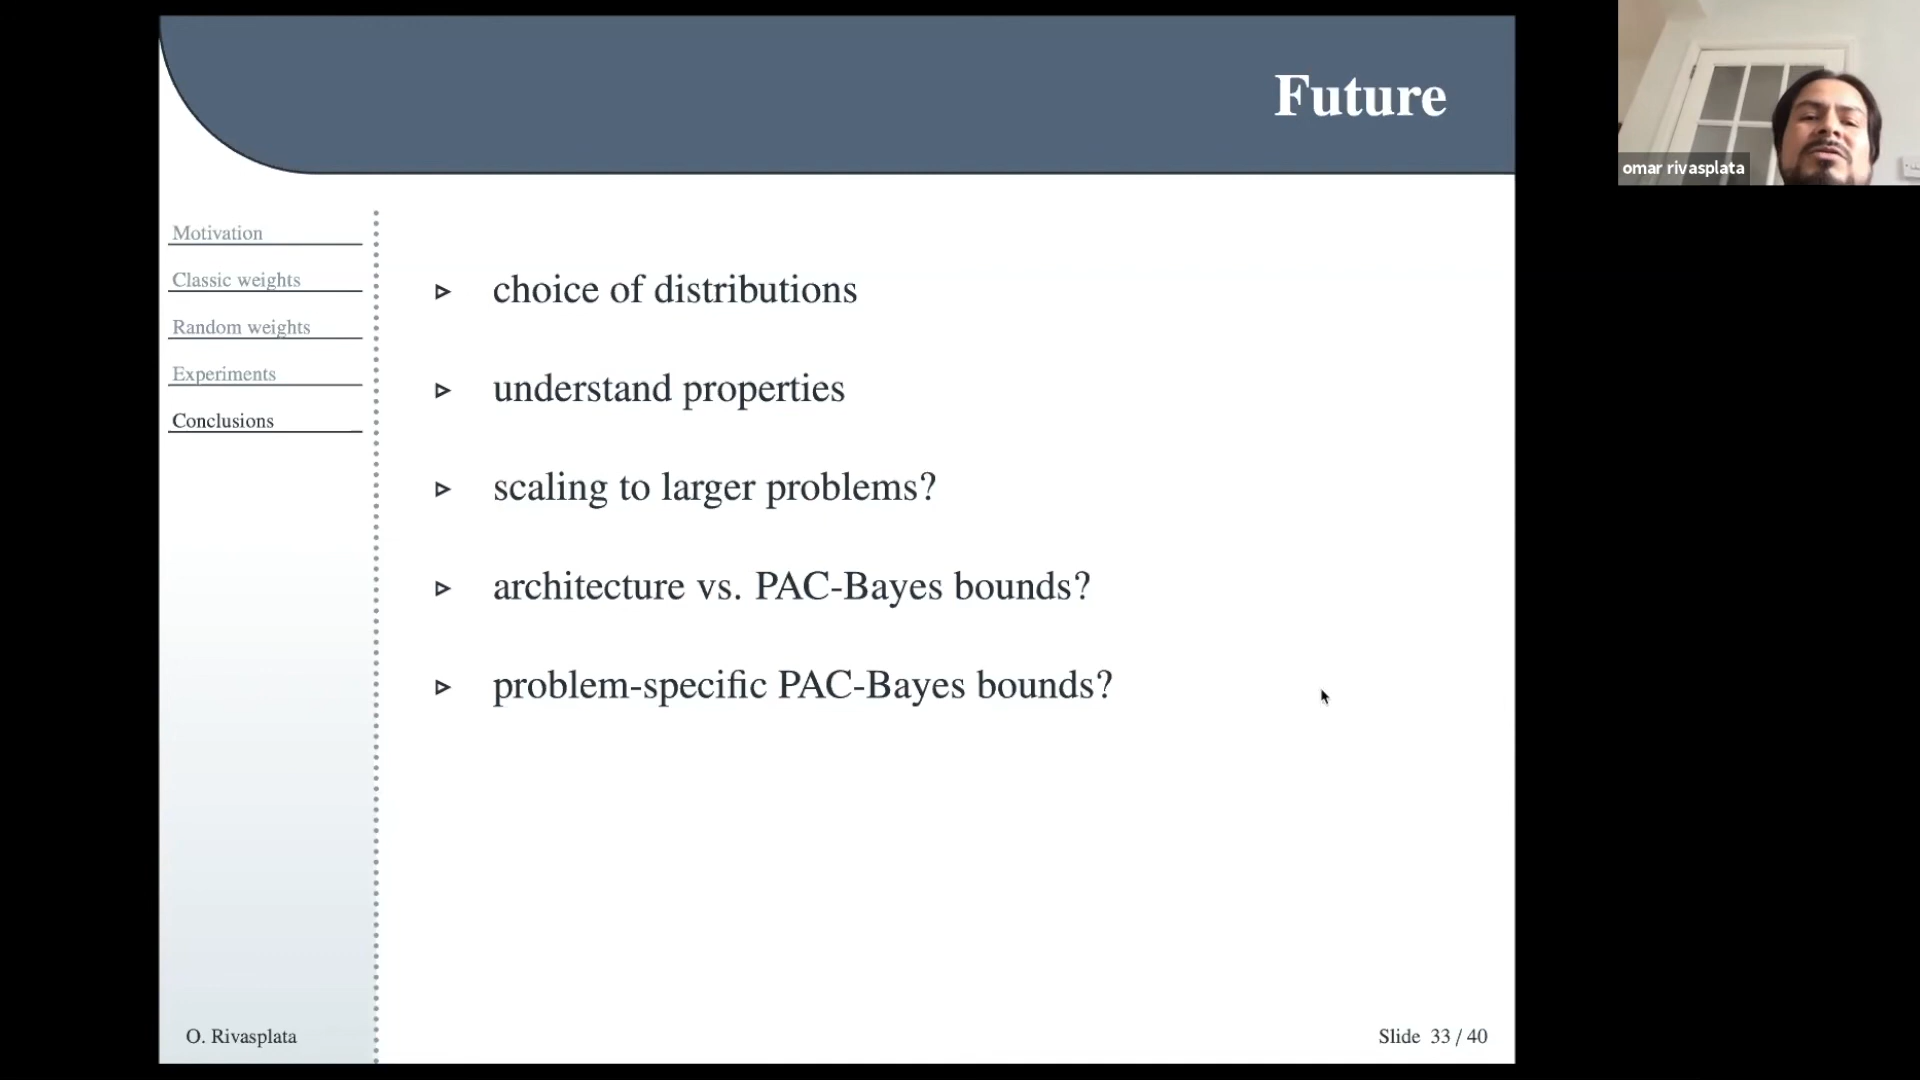 Future
omar rivasplata
Motivation
Classic weights
Random weights
Experiments
Conclusions
choice of distributions
understand properties
scaling to larger problems?
architecture vs. PAC-Bayes bounds?
problem-specific PAC-Bayes bounds?
O. Rivasplata
Slide 33 / 40